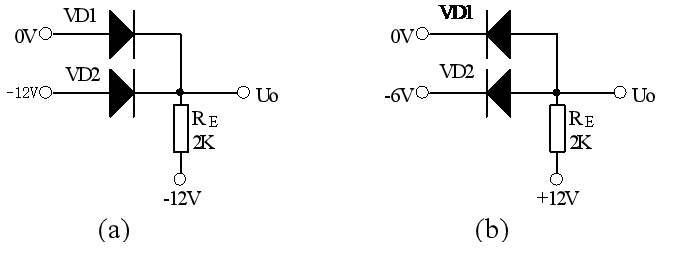 VD1
0V
VD2
-12V
Uo
RE
2K
-12V
(a)
VD1
0V
VD2
-6V
Uo
RE
2K
+12V
(b)